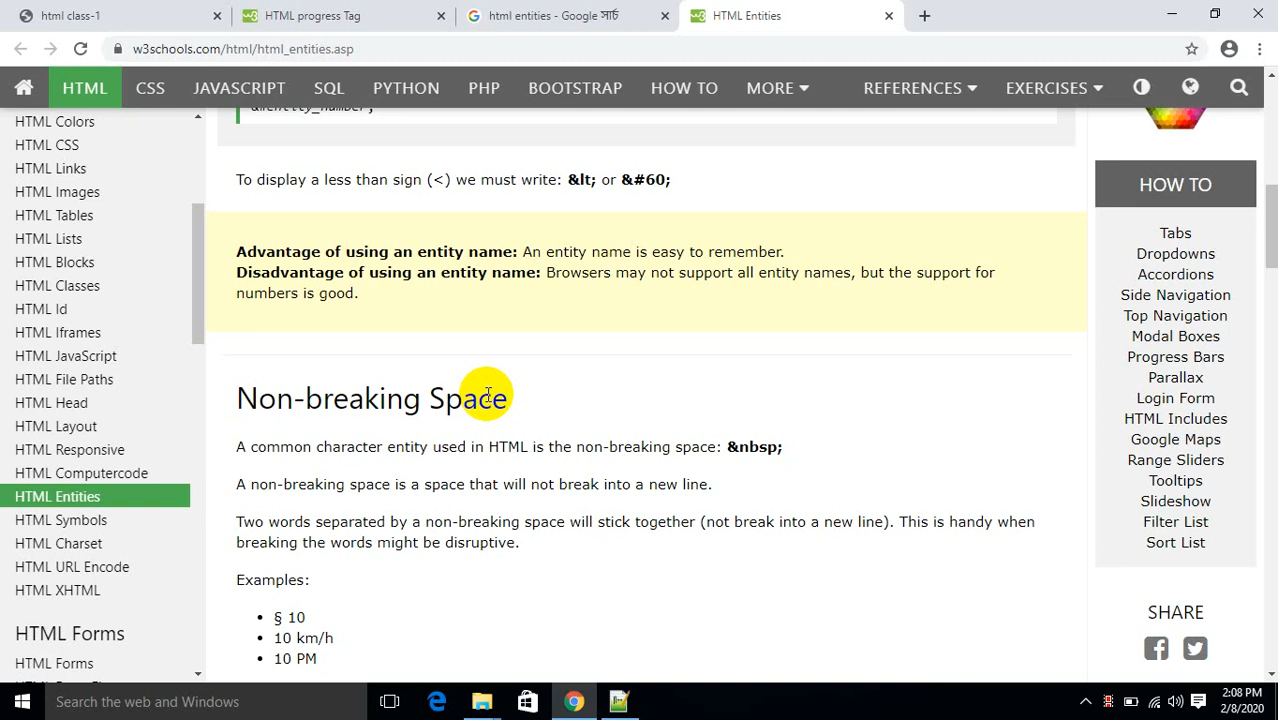 html class-1
HTML progress Tag
html entities - Google সার্চ
HTML Entities
w3schools.com/html/html_entities.asp
HTML CSS JAVASCRIPT SQL PYTHON PHP BOOTSTRAP HOW TO MORE REFERENCES EXERCISES
HTML Colors
HTML CSS
HTML Links
HTML Images
HTML Tables
HTML Lists
HTML Blocks
HTML Classes
HTML Id
HTML Iframes
HTML JavaScript
HTML File Paths
HTML Head
HTML Layout
HTML Responsive
HTML Computercode
HTML Entities
HTML Symbols
HTML Charset
HTML URL Encode
HTML XHTML
HTML Forms
HTML Forms
&#entity_number;
To display a less than sign (<) we must write: &lt; or &#60;
Advantage of using an entity name: An entity name is easy to remember.
Disadvantage of using an entity name: Browsers may not support all entity names, but the support for
numbers is good.
Non-breaking Space
A common character entity used in HTML is the non-breaking space: &nbsp;
A non-breaking space is a space that will not break into a new line.
Two words separated by a non-breaking space will stick together (not break into a new line). This is handy when
breaking the words might be disruptive.
Examples:
• § 10
• 10 km/h
• 10 PM
HOW TO
Tabs
Dropdowns
Accordions
Side Navigation
Top Navigation
Modal Boxes
Progress Bars
Parallax
Login Form
HTML Includes
Google Maps
Range Sliders
Tooltips
Slideshow
Filter List
Sort List
SHARE
Search the web and Windows
2:08 PM
2/8/2020